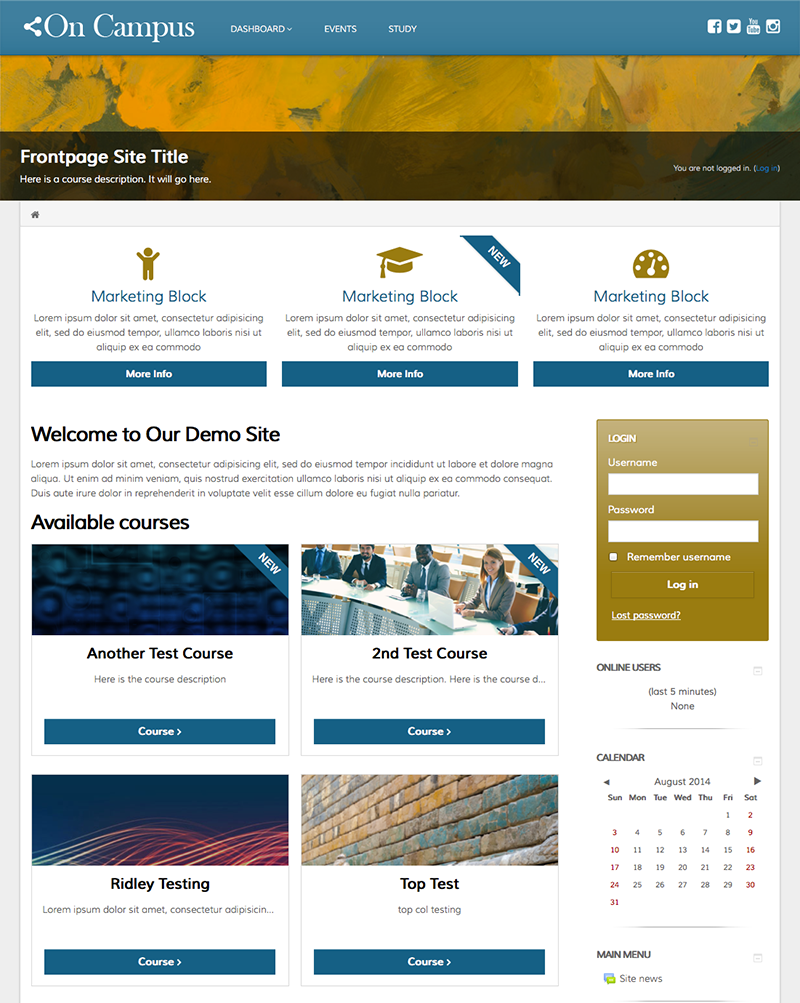 On Campus
DASHBOARD
EVENTS
STUDY
You Tube
Frontpage Site Title
Here is a course description. It will go here.
You are not logged in. (Log in)
Marketing Block
Lorem ipsum dolor sit amet, consectetur adipisicing
elit, sed do eiusmod tempor, ullamco laboris nisi ut
aliquip ex ea commodo
More Info
NEW
Marketing Block
Lorem ipsum dolor sit amet, consectetur adipisicing
elit, sed do eiusmod tempor, ullamco laboris nisi ut
aliquip ex ea commodo
More Info
Marketing Block
Lorem ipsum dolor sit amet, consectetur adipisicing
elit, sed do eiusmod tempor, ullamco laboris nisi ut
aliquip ex ea commodo
More Info
Welcome to Our Demo Site
Lorem ipsum dolor sit amet, consectetur adipisicing elit, sed do eiusmod tempor incididunt ut labore et dolore magna
aliqua. Ut enim ad minim veniam, quis nostrud exercitation ullamco laboris nisi ut aliquip ex ea commodo consequat.
Duis aute irure dolor in reprehenderit in voluptate velit esse cillum dolore eu fugiat nulla pariatur.
Available courses
NEW
Another Test Course
Here is the course description
Course >
NEW
2nd Test Course
Here is the course description. Here is the course d...
Course >
Ridley Testing
Lorem ipsum dolor sit amet, consectetur adipisicin...
Course >
Top Test
top col testing
Course >
LOGIN
Username
Password
Remember username
Log in
Lost password?
ONLINE USERS
(last 5 minutes)
None
CALENDAR
◄ August 2014 ►
Sun Mon Tue Wed Thu Fri Sat
1 2
3 4 5 6 7 8 9
10 11 12 13 14 15 16
17 18 19 20 21 22 23
24 25 26 27 28 29 30
31
MAIN MENU
Site news